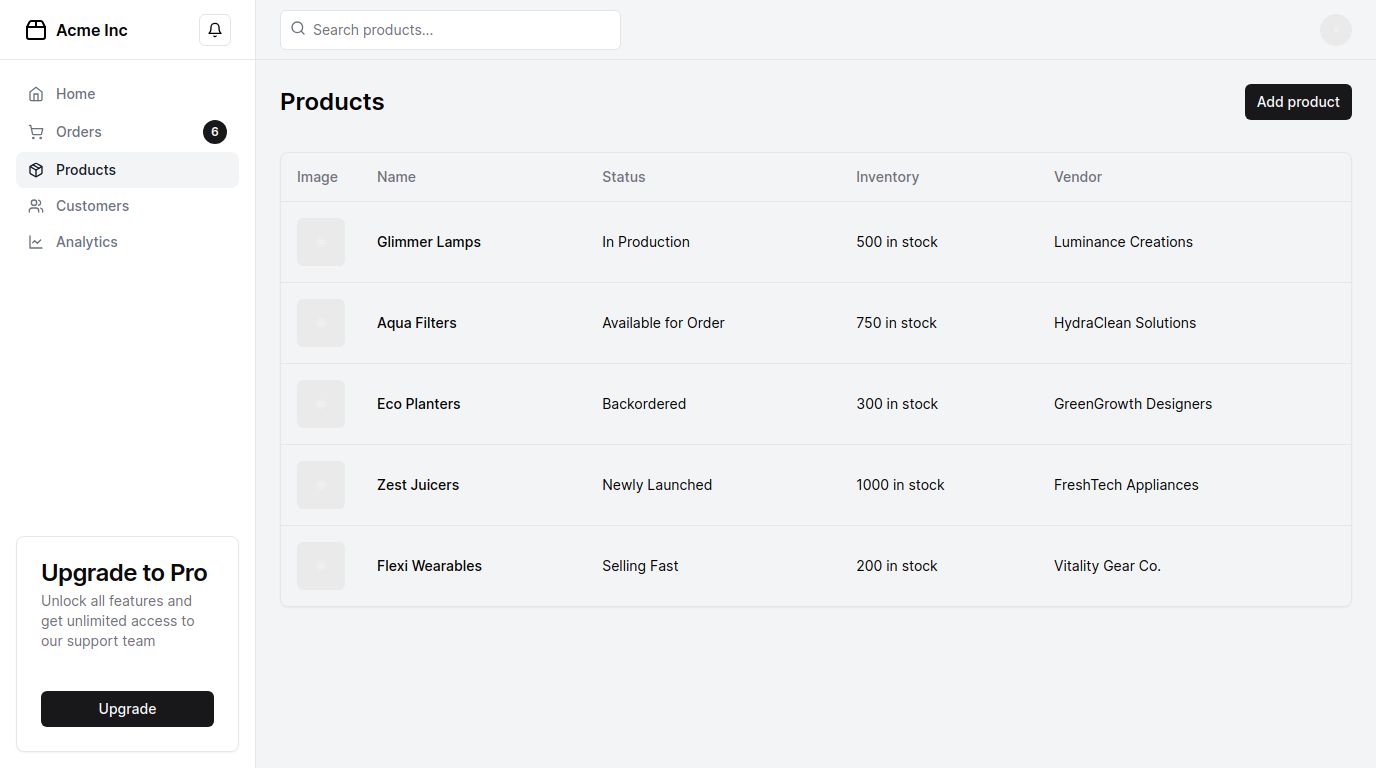 Acme Inc
Search products...
Home
Orders 6
Products
Customers
Analytics
Upgrade to Pro
Unlock all features and
get unlimited access to
our support team
Upgrade
Products
Add product
Image Name Status Inventory Vendor
Glimmer Lamps In Production 500 in stock Luminance Creations
Aqua Filters Available for Order 750 in stock HydraClean Solutions
Eco Planters Backordered 300 in stock GreenGrowth Designers
Zest Juicers Newly Launched 1000 in stock FreshTech Appliances
Flexi Wearables Selling Fast 200 in stock Vitality Gear Co.